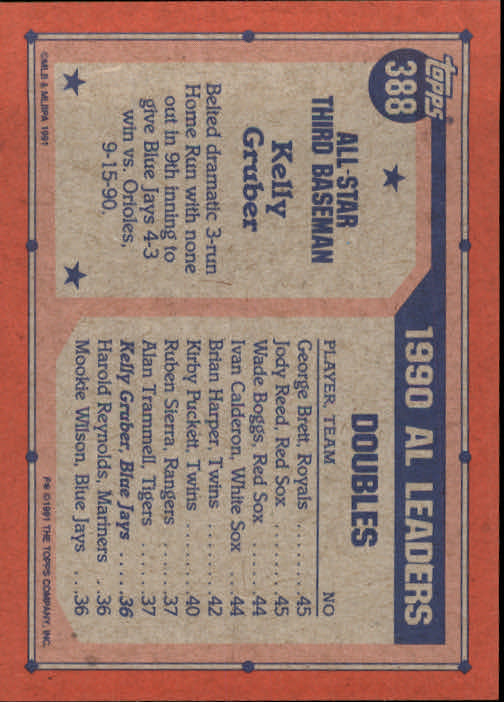 topps
388
1990 AL LEADERS
ALL-STAR
THIRD BASEMAN
Kelly
Gruber
Belted dramatic 3-run
Home Run with none
out in 9th inning to
give Blue Jays 4-3
win vs. Orioles,
9-15-90.
©MLB & MLBPA 1991
DOUBLES
PLAYER, TEAM NO
George Brett, Royals .......45
Jody Reed, Red Sox .......45
Wade Boggs, Red Sox .....44
Ivan Calderon, White Sox ..44
Brian Harper, Twins .......42
Kirby Puckett, Twins ......40
Ruben Sierra, Rangers .....37
Alan Trammell, Tigers .....37
Kelly Gruber, Blue Jays ....36
Harold Reynolds, Mariners ..36
Mookie Wilson, Blue Jays ...36
F* ©1991 THE TOPPS COMPANY, INC.